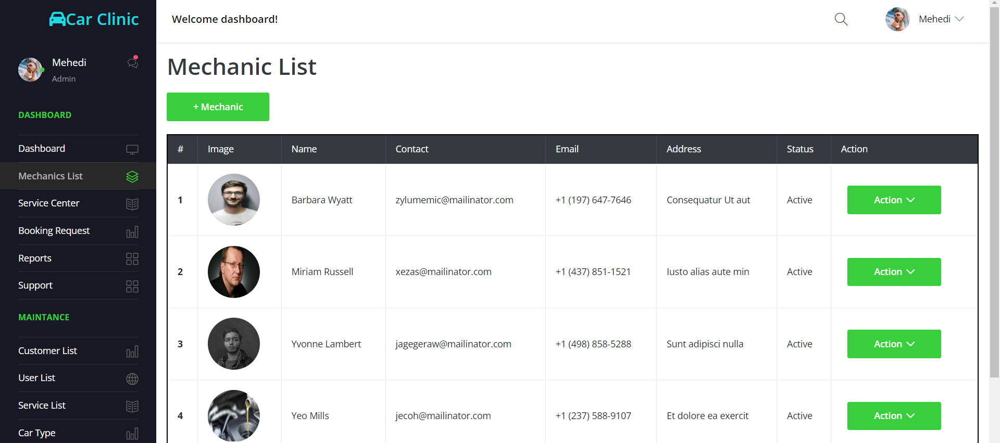 Car Clinic
Welcome dashboard!
Mehedi
Mehedi
Admin
DASHBOARD
Dashboard
Mechanics List
Service Center
Booking Request
Reports
Support
MAINTANCE
Customer List
User List
Service List
Car Type
Mechanic List
+ Mechanic
# Image Name Contact Email Address Status Action
1 Barbara Wyatt zylumemic@mailinator.com +1 (197) 647-7646 Consequatur Ut aut Active Action
2 Miriam Russell xezas@mailinator.com +1 (437) 851-1521 Iusto alias aute min Active Action
3 Yvonne Lambert jagegeraw@mailinator.com +1 (498) 858-5288 Sunt adipisci nulla Active Action
4 Yeo Mills jecoh@mailinator.com +1 (237) 588-9107 Et dolore ea exercit Active Action